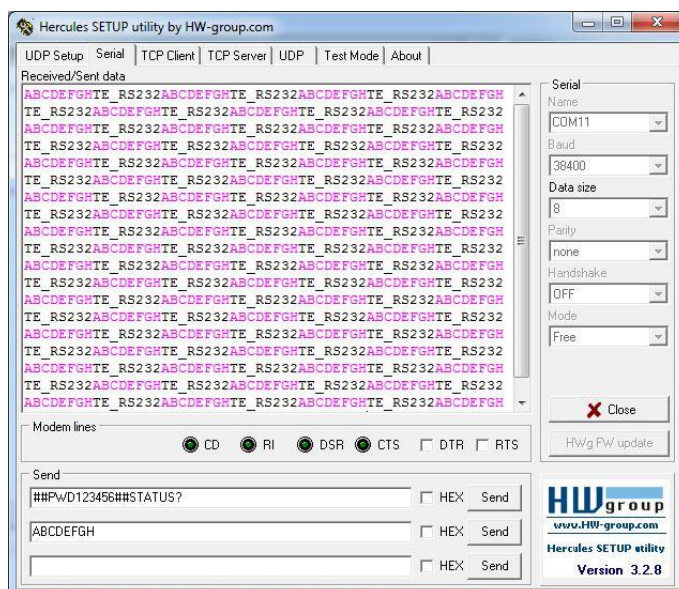 Hercules SETUP utility by HW-group.com
UDP Setup Serial TCP Client TCP Server UDP Test Mode About
Received/Sent data
ABCDEFGHTE_RS232ABCDEFGHTE_RS232ABCDEFGHTE_RS232ABCDEFGH
TE_RS232ABCDEFGHTE_RS232ABCDEFGHTE_RS232ABCDEFGHTE_RS232
ABCDEFGHTE_RS232ABCDEFGHTE_RS232ABCDEFGHTE_RS232ABCDEFGH
TE_RS232ABCDEFGHTE_RS232ABCDEFGHTE_RS232ABCDEFGHTE_RS232
ABCDEFGHTE_RS232ABCDEFGHTE_RS232ABCDEFGHTE_RS232ABCDEFGH
TE_RS232ABCDEFGHTE_RS232ABCDEFGHTE_RS232ABCDEFGHTE_RS232
ABCDEFGHTE_RS232ABCDEFGHTE_RS232ABCDEFGHTE_RS232ABCDEFGH
TE_RS232ABCDEFGHTE_RS232ABCDEFGHTE_RS232ABCDEFGHTE_RS232
ABCDEFGHTE_RS232ABCDEFGHTE_RS232ABCDEFGHTE_RS232ABCDEFGH
TE_RS232ABCDEFGHTE_RS232ABCDEFGHTE_RS232ABCDEFGHTE_RS232
ABCDEFGHTE_RS232ABCDEFGHTE_RS232ABCDEFGHTE_RS232ABCDEFGH
TE_RS232ABCDEFGHTE_RS232ABCDEFGHTE_RS232ABCDEFGHTE_RS232
ABCDEFGHTE_RS232ABCDEFGHTE_RS232ABCDEFGHTE_RS232ABCDEFGH
TE_RS232ABCDEFGHTE_RS232ABCDEFGHTE_RS232ABCDEFGHTE_RS232
ABCDEFGHTE_RS232ABCDEFGHTE_RS232ABCDEFGHTE_RS232ABCDEFGH
TE_RS232ABCDEFGHTE_RS232ABCDEFGHTE_RS232ABCDEFGHTE_RS232
ABCDEFGHTE_RS232ABCDEFGHTE_RS232ABCDEFGHTE_RS232ABCDEFGH
TE_RS232ABCDEFGHTE_RS232ABCDEFGHTE_RS232ABCDEFGHTE_RS232
ABCDEFGHTE_RS232ABCDEFGHTE_RS232ABCDEFGHTE_RS232ABCDEFGH
Serial
Name
COM11
Baud
38400
Data size
8
Parity
none
Handshake
OFF
Mode
Free
Close
HWg FW update
Modem lines
CD RI DSR CTS DTR RTS
Send
##PWD123456##STATUS? HEX Send
ABCDEFGH HEX Send
HEX Send
HW group
www.HW-group.com
Hercules SETUP utility
Version 3.2.8